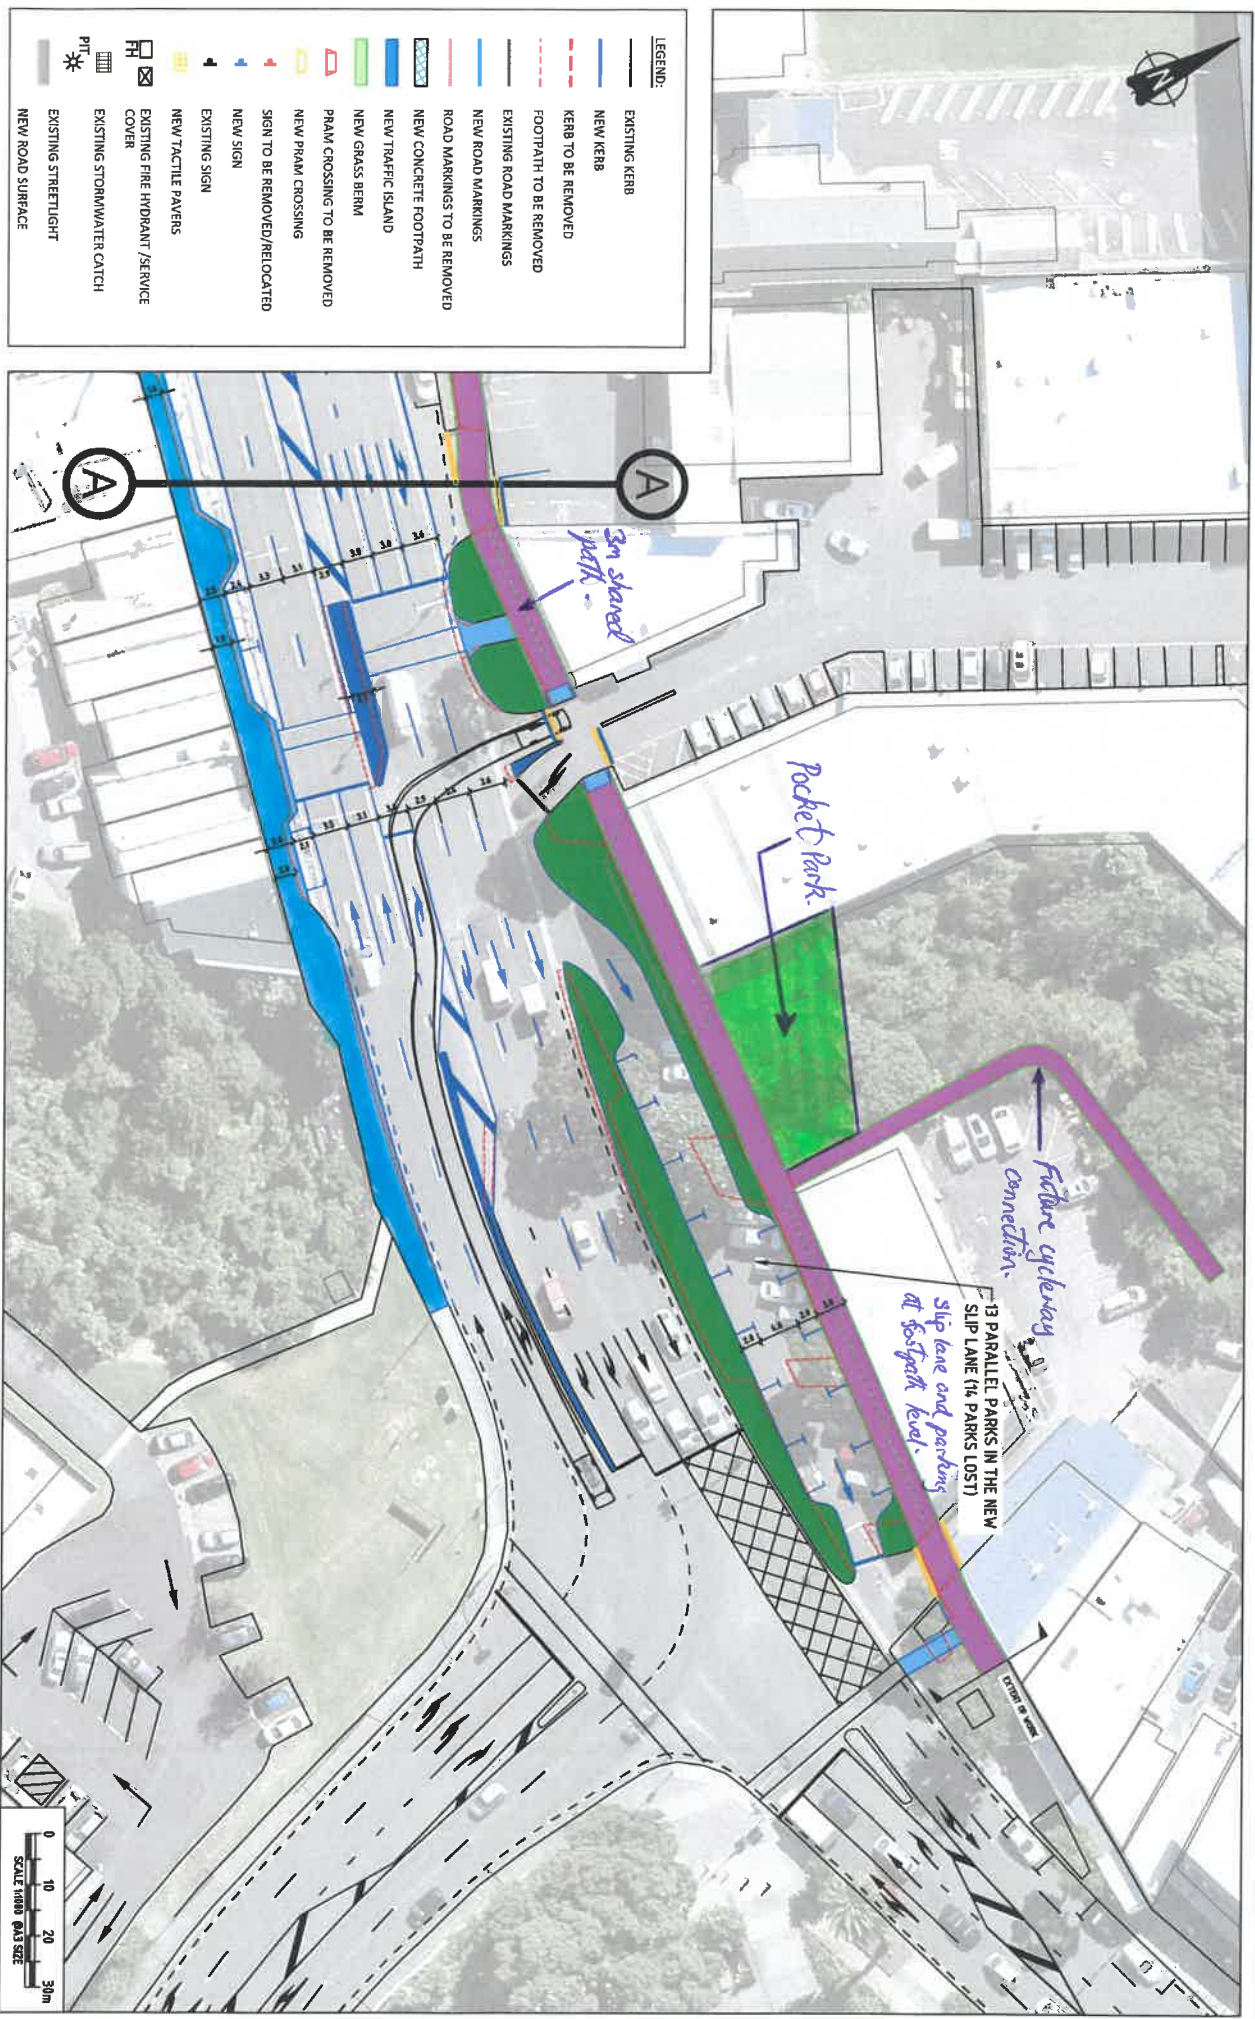 LEGEND:
EXISTING KERB
NEW KERB
KERB TO BE REMOVED
FOOTPATH TO BE REMOVED
EXISTING ROAD MARKINGS
NEW ROAD MARKINGS
ROAD MARKINGS TO BE REMOVED
NEW CONCRETE FOOTPATH
NEW TRAFFIC ISLAND
NEW GRASS BERM
PRAM CROSSING TO BE REMOVED
NEW PRAM CROSSING
SIGN TO BE REMOVED/RELOCATED
NEW SIGN
EXISTING SIGN
NEW TACTILE PAVERS
FH
EXISTING FIRE HYDRANT /SERVICE
COVER
EXISTING STORMWATER CATCH
PIT
EXISTING STREETLIGHT
NEW ROAD SURFACE
N
A
A
3m shared
path.
Pocket Park.
Future cycleway
connection.
13 PARALLEL PARKS IN THE NEW
SLIP LANE (14 PARKS LOST)
Slip lane and parking
at footpath level.
EXTENT OF WORK
0 10 20 30m
SCALE 1:1000 @A3 SIZE